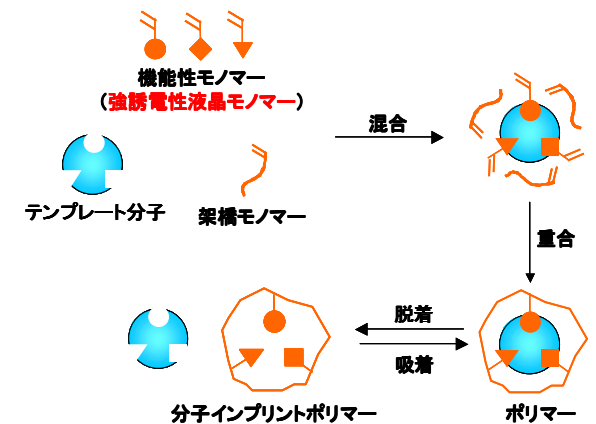 機能性モノマー
(強誘電性液晶モノマー)
混合
テンプレート分子
架橋モノマー
重合
脱着
吸着
分子インプリントポリマー
ポリマー